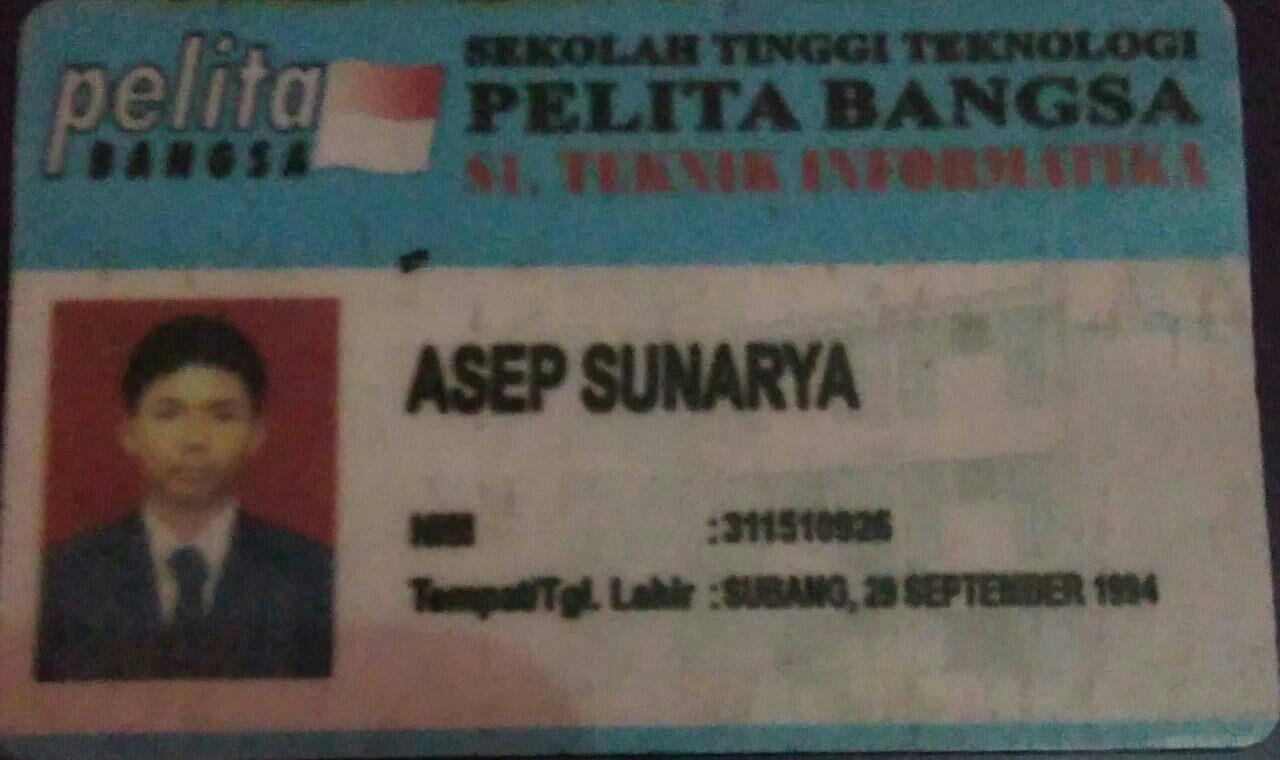 pelita
BANGSA
SEKOLAH TINGGI TEKNOLOGI
PELITA BANGSA
S1. TEKNIK INFORMATIKA
ASEP SUNARYA
NIM : 311510926
Tempat/Tgl. Lahir : SUBANG, 29 SEPTEMBER 1994